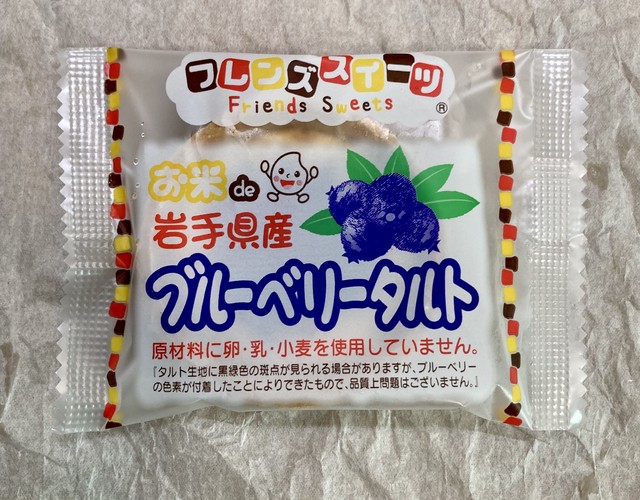 フレンズスイーツ
Friends Sweets ®
お米de
岩手県産
ブルーベリータルト
原材料に卵・乳・小麦を使用していません。
『タルト生地に黒緑色の斑点が見られる場合がありますが、ブルーベリー
の色素が付着したことによりできたもので、品質上問題はございません。』